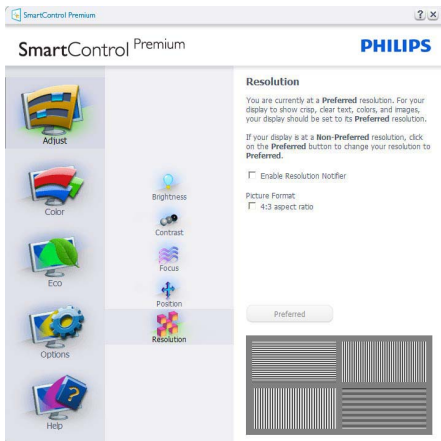 SmartControl Premium
SmartControl Premium
PHILIPS
Adjust
Color
Eco
Options
Help
Brightness
Contrast
Focus
Position
Resolution
Resolution
You are currently at a Preferred resolution. For your
display to show crisp, clear text, colors, and images,
your display should be set to its Preferred resolution.
If your display is at a Non-Preferred resolution, click
on the Preferred button to change your resolution to
Preferred.
Enable Resolution Notifier
Picture Format
4:3 aspect ratio
Preferred